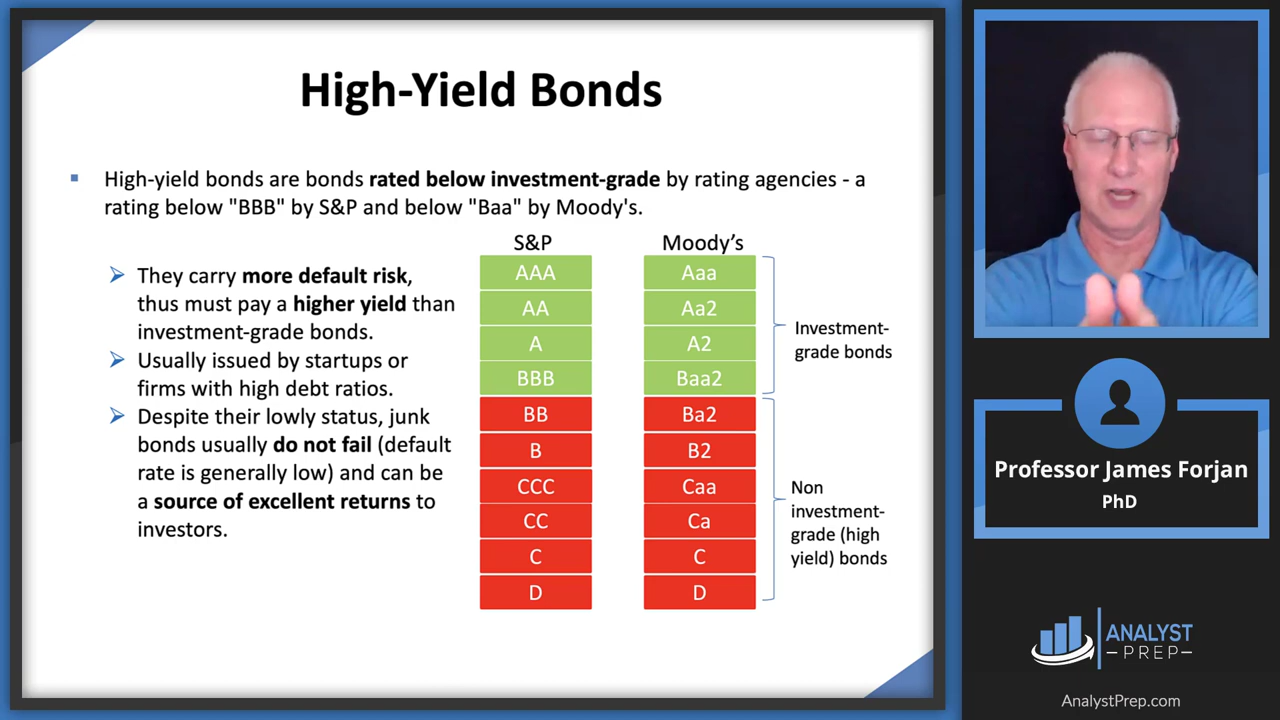 High-Yield Bonds
▪ High-yield bonds are bonds rated below investment-grade by rating agencies - a
rating below "BBB" by S&P and below "Baa" by Moody's.
➢ They carry more default risk,
thus must pay a higher yield than
investment-grade bonds.
➢ Usually issued by startups or
firms with high debt ratios.
➢ Despite their lowly status, junk
bonds usually do not fail (default
rate is generally low) and can be
a source of excellent returns to
investors.
S&P Moody’s
AAA Aaa
AA Aa2
A A2
BBB Baa2
BB Ba2
B B2
CCC Caa
CC Ca
C C
D D
Investment-
grade bonds
Non
investment-
grade (high
yield) bonds
Professor James Forjan
PhD
ANALYST
–PREP–
AnalystPrep.com